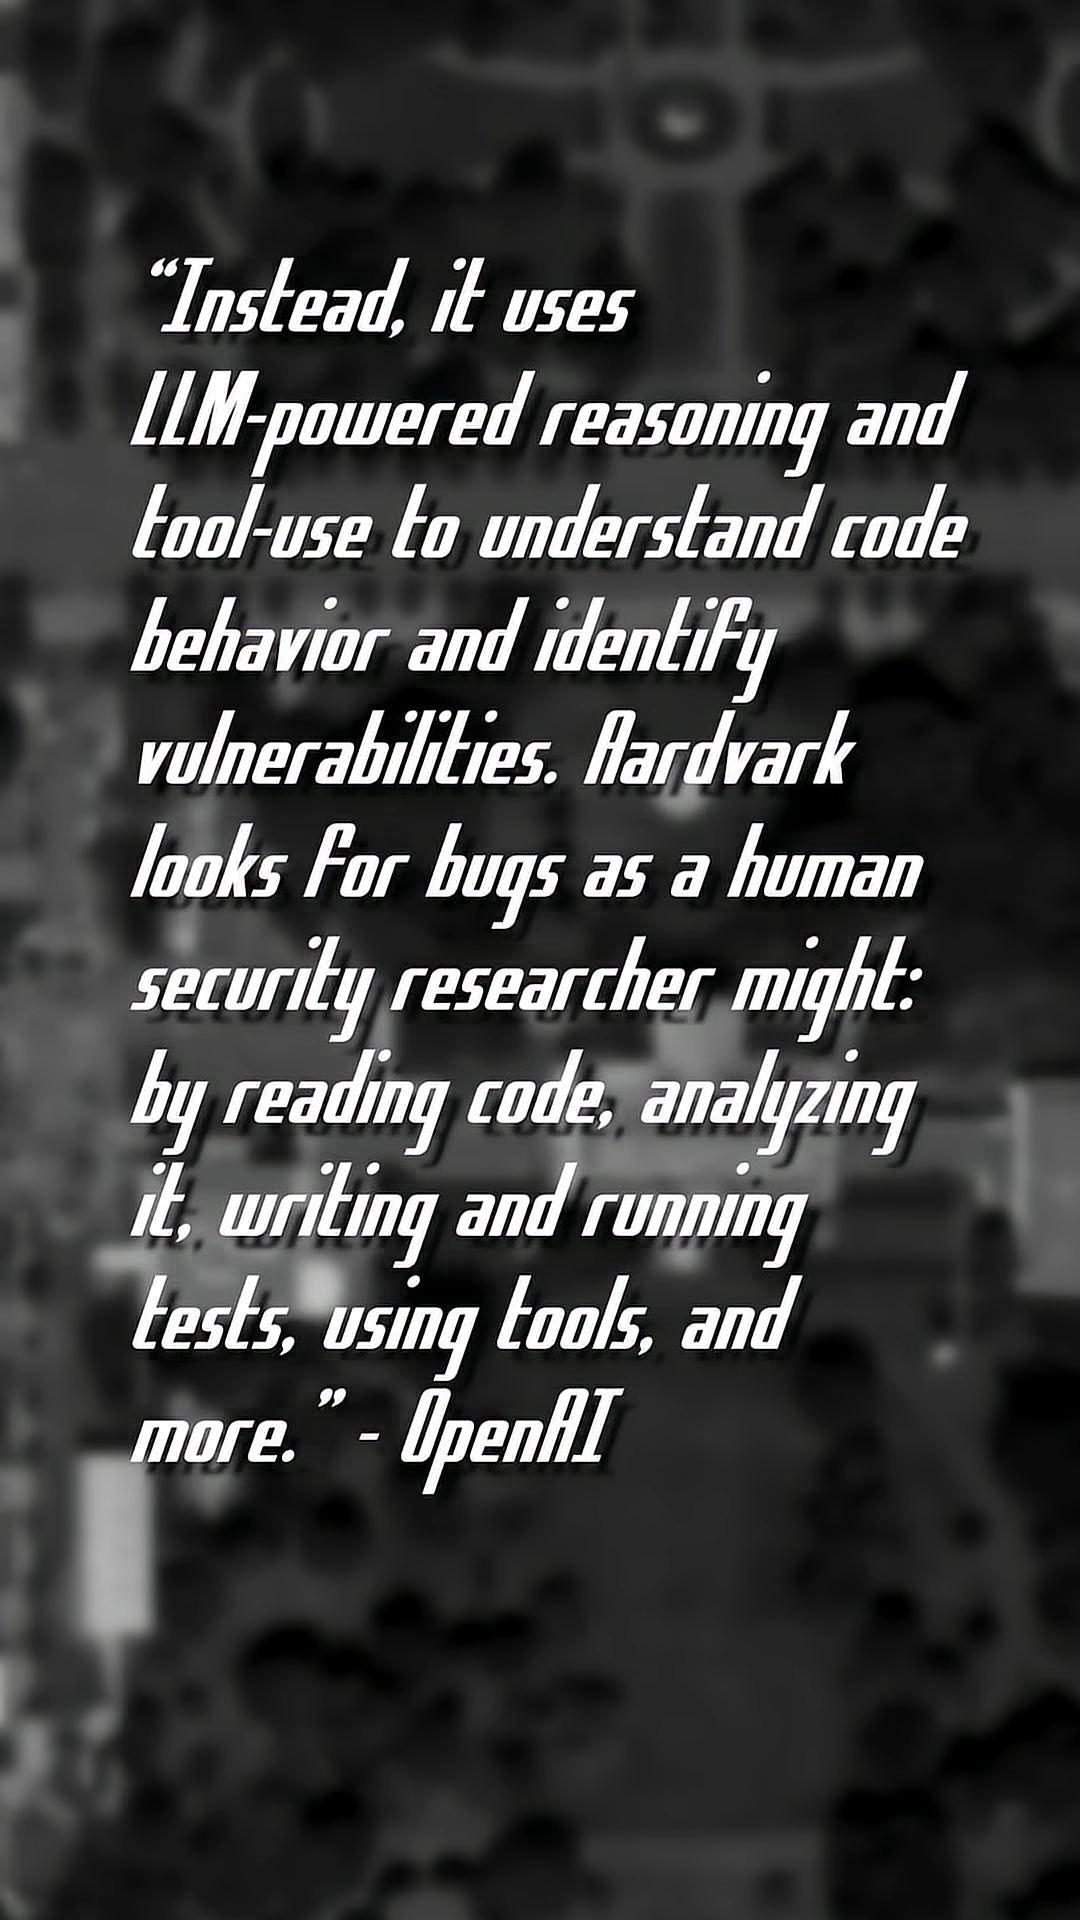 “Instead, it uses
LLM-powered reasoning and
tool-use to understand code
behavior and identify
vulnerabilities. Aardvark
looks for bugs as a human
security researcher might:
by reading code, analyzing
it, writing and running
tests, using tools, and
more.” - OpenAI